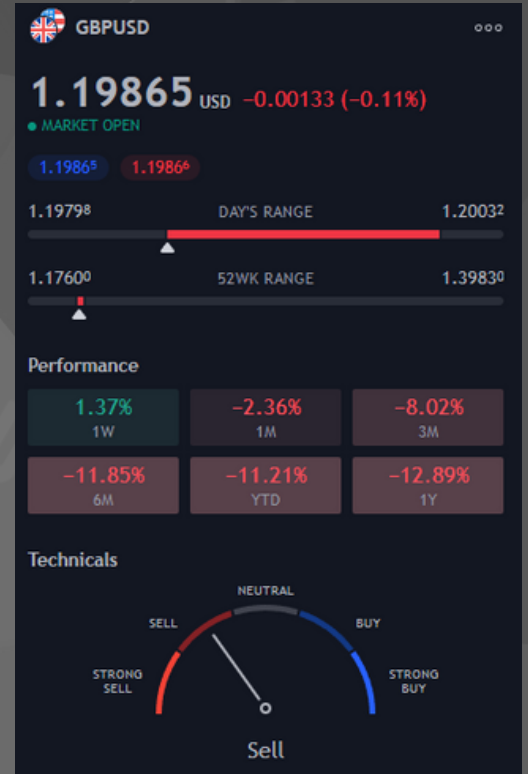 GBPUSD
1.19865 USD −0.00133 (−0.11%)
MARKET OPEN
1.1986⁵ 1.1986⁶
1.1979⁸ DAY'S RANGE 1.2003²
1.1760⁰ 52WK RANGE 1.3983⁰
Performance
1.37% −2.36% −8.02%
1W 1M 3M
−11.85% −11.21% −12.89%
6M YTD 1Y
Technicals
NEUTRAL
SELL BUY
STRONG STRONG
SELL BUY
Sell